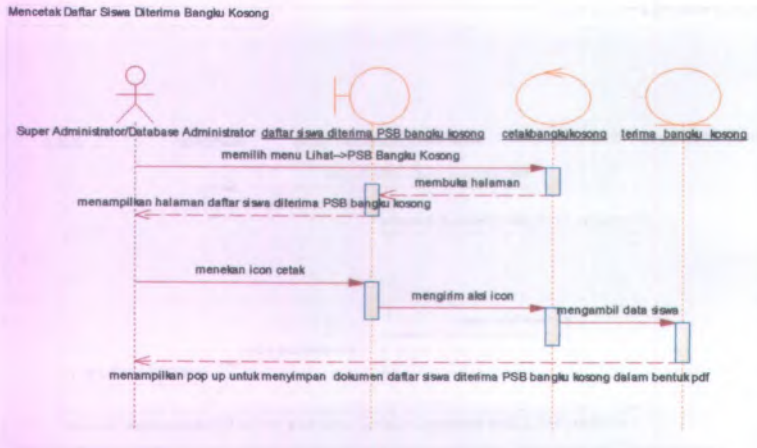 Mencetak Daftar Siswa Diterima Bangku Kosong
Super Administrator/Database Administrator daftar siswa diterima PSB bangku kosong cetakbangkukosong terima_bangku_kosong
memilih menu Lihat-->PSB Bangku Kosong
membuka halaman
menampilkan halaman daftar siswa diterima PSB bangku kosong
menekan icon cetak
mengirim aksi icon
mengambil data siswa
menampilkan pop up untuk menyimpan dokumen daftar siswa diterima PSB bangku kosong dalam bentuk pdf